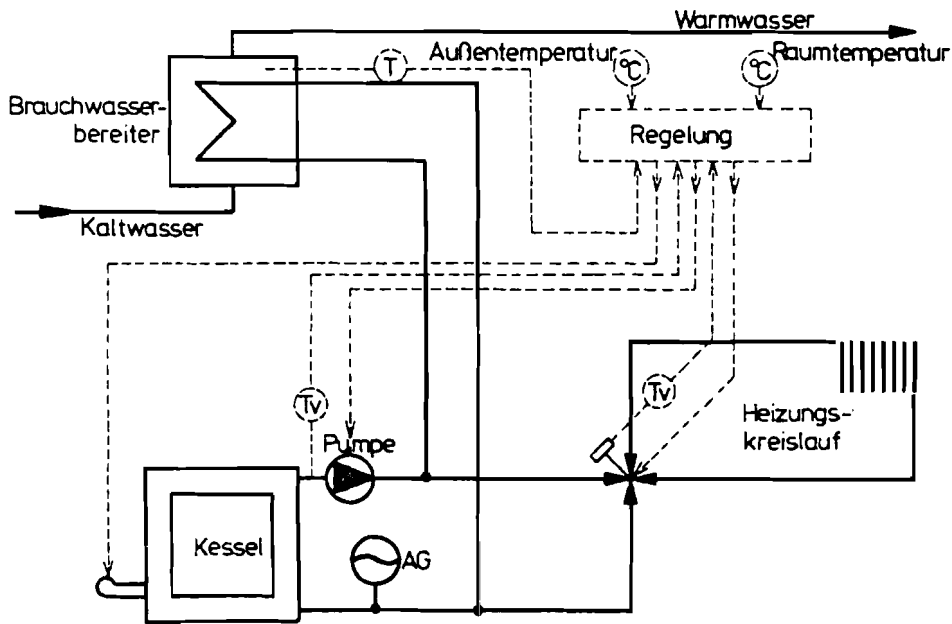 Warmwasser
Außentemperatur
°C
°C
Raumtemperatur
T
Brauchwasser-
bereiter
Regelung
Kaltwasser
Tv
Tv
Pumpe
Heizungs-
kreislauf
Kessel
AG